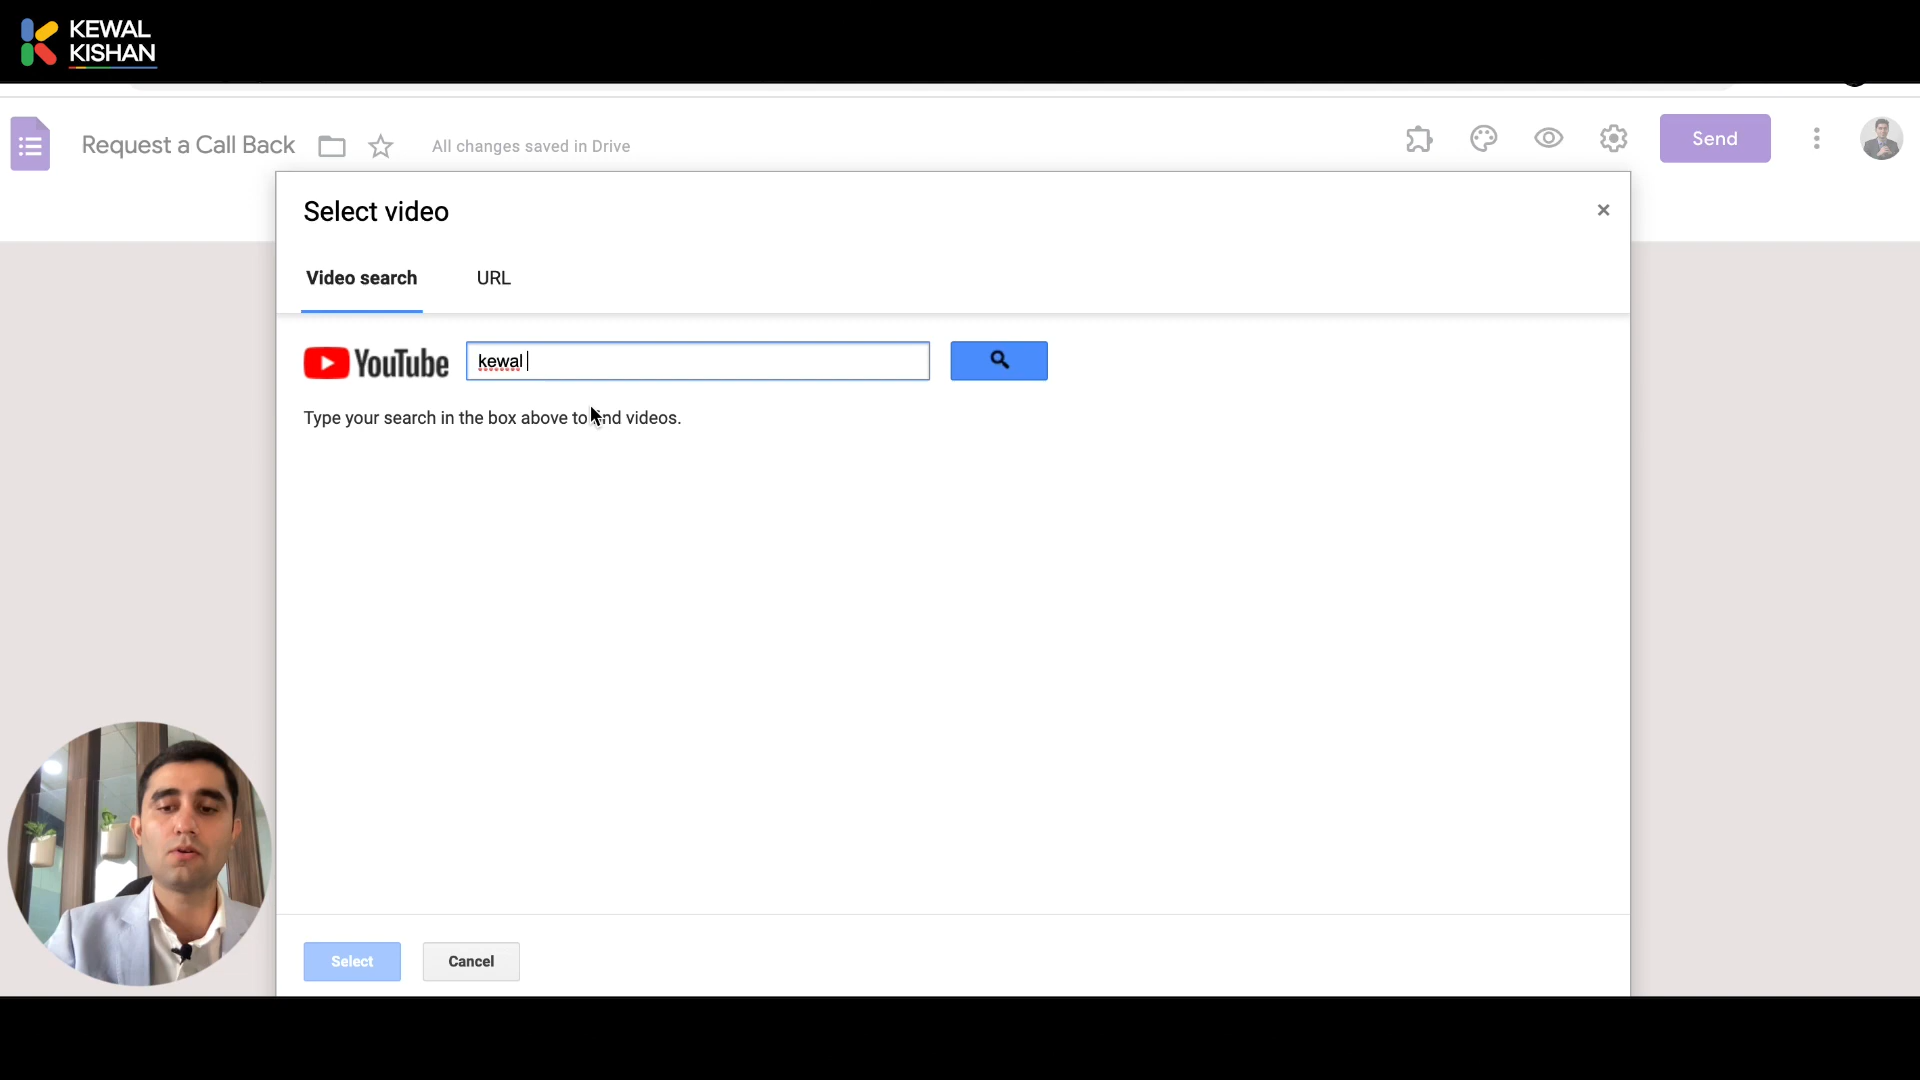 KEWAL
KISHAN
Request a Call Back
All changes saved in Drive
Send
Select video
Video search
URL
YouTube
kewal
Type your search in the box above to nd videos.
Select
Cancel